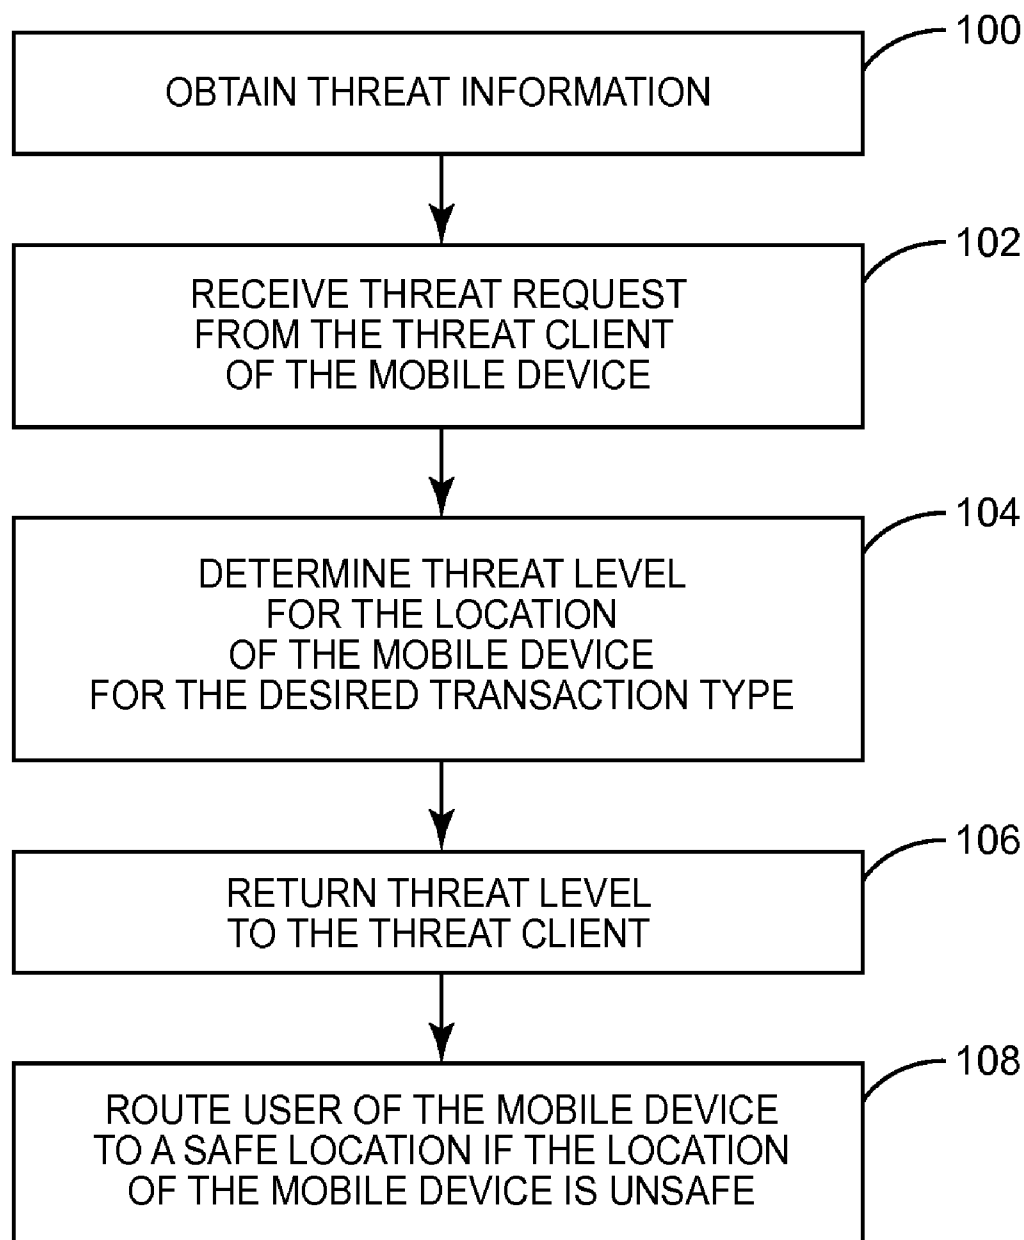 100
OBTAIN THREAT INFORMATION
102
RECEIVE THREAT REQUEST
FROM THE THREAT CLIENT
OF THE MOBILE DEVICE
104
DETERMINE THREAT LEVEL
FOR THE LOCATION
OF THE MOBILE DEVICE
FOR THE DESIRED TRANSACTION TYPE
106
RETURN THREAT LEVEL
TO THE THREAT CLIENT
108
ROUTE USER OF THE MOBILE DEVICE
TO A SAFE LOCATION IF THE LOCATION
OF THE MOBILE DEVICE IS UNSAFE